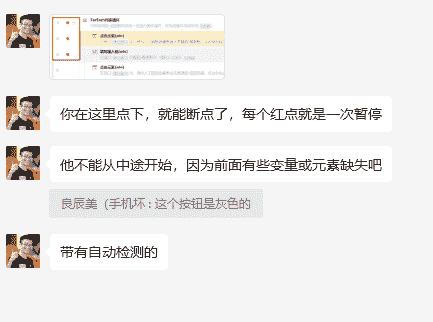 你在这里点下，就能断点了，每个红点就是一次暂停
他不能从中途开始，因为前面有些变量或元素缺失吧
良辰美（手机坏：这个按钮是灰色的
带有自动检测的